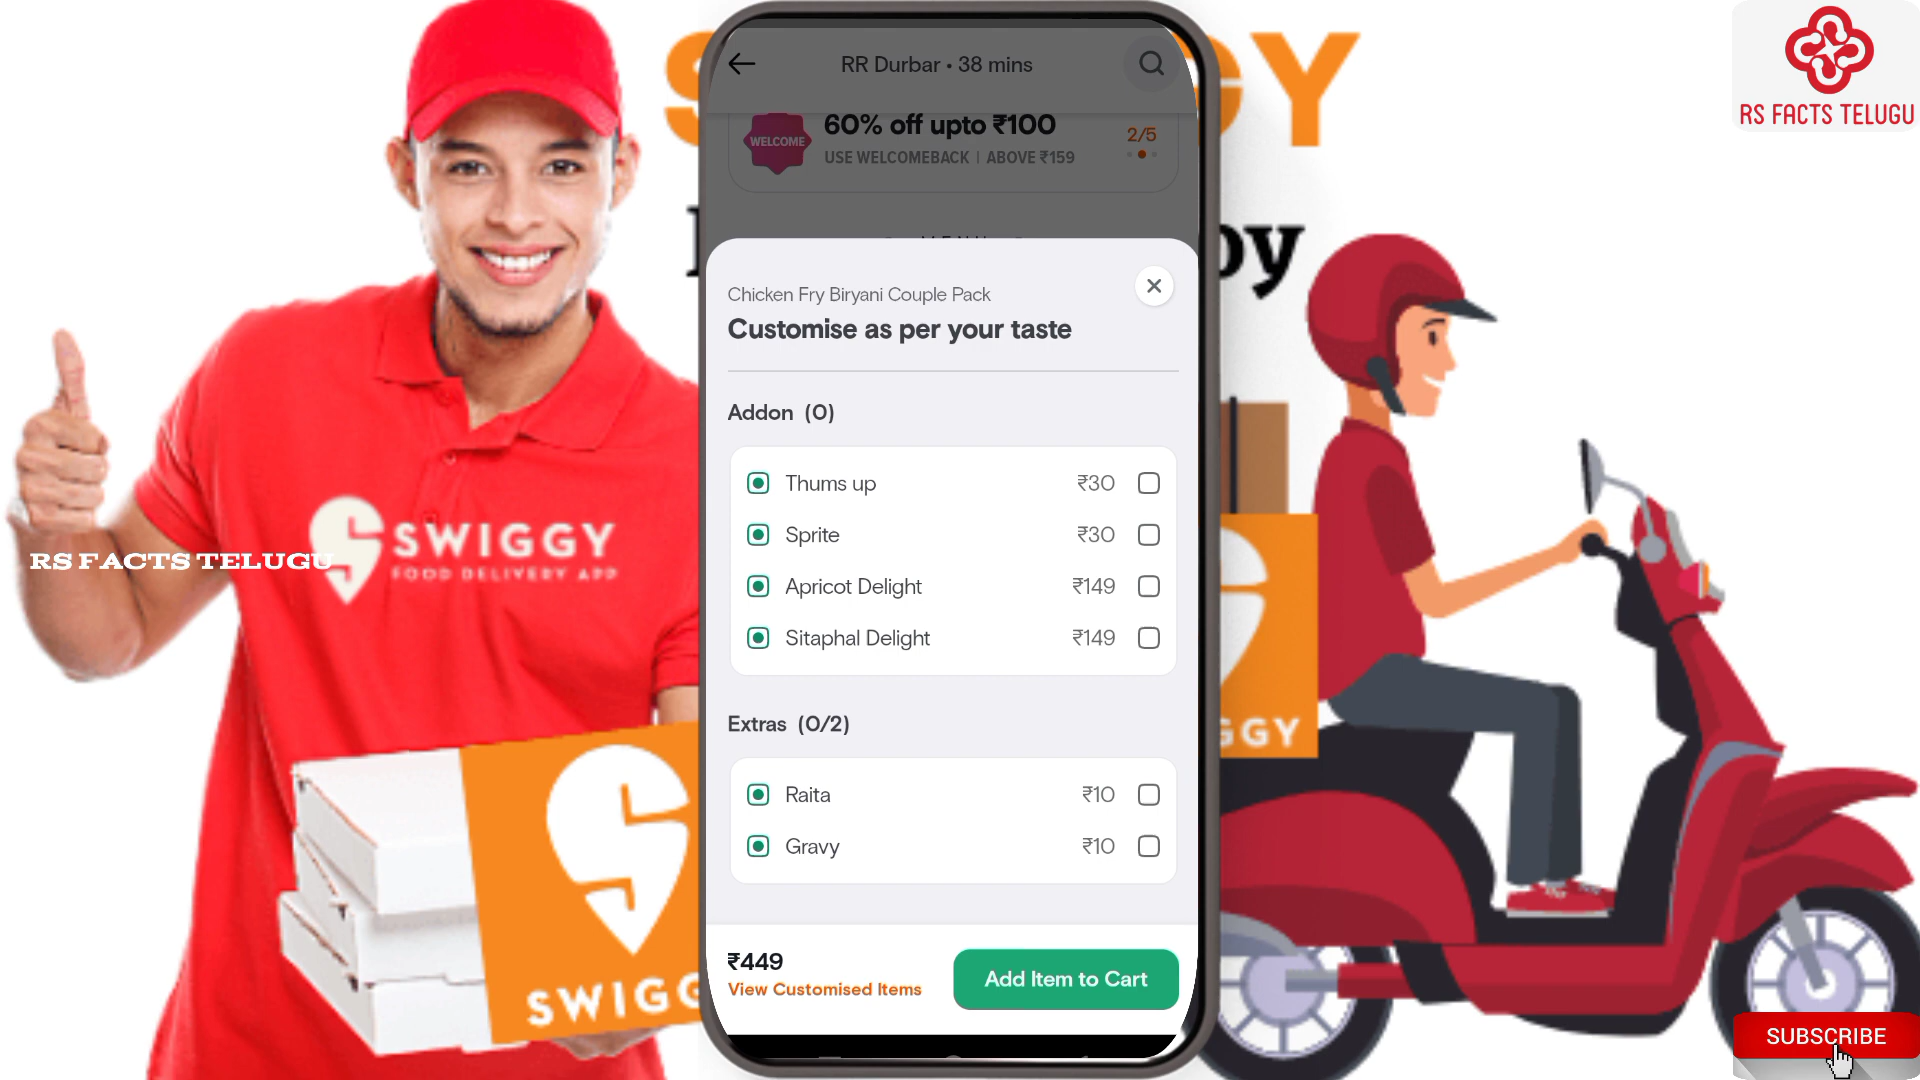 RR Durbar • 38 mins
WELCOME
60% off upto ₹100
USE WELCOMEBACK | ABOVE ₹159
2/5
Chicken Fry Biryani Couple Pack
Customise as per your taste
Addon (0)
Thums up ₹30
Sprite ₹30
Apricot Delight ₹149
Sitaphal Delight ₹149
Extras (0/2)
Raita ₹10
Gravy ₹10
₹449
View Customised Items
Add Item to Cart
RS FACTS TELUGU
RS FACTS TELUGU
SWIGGY
FOOD DELIVERY APP
SWIGG
GGY
GY
oy
SUBSCRIBE